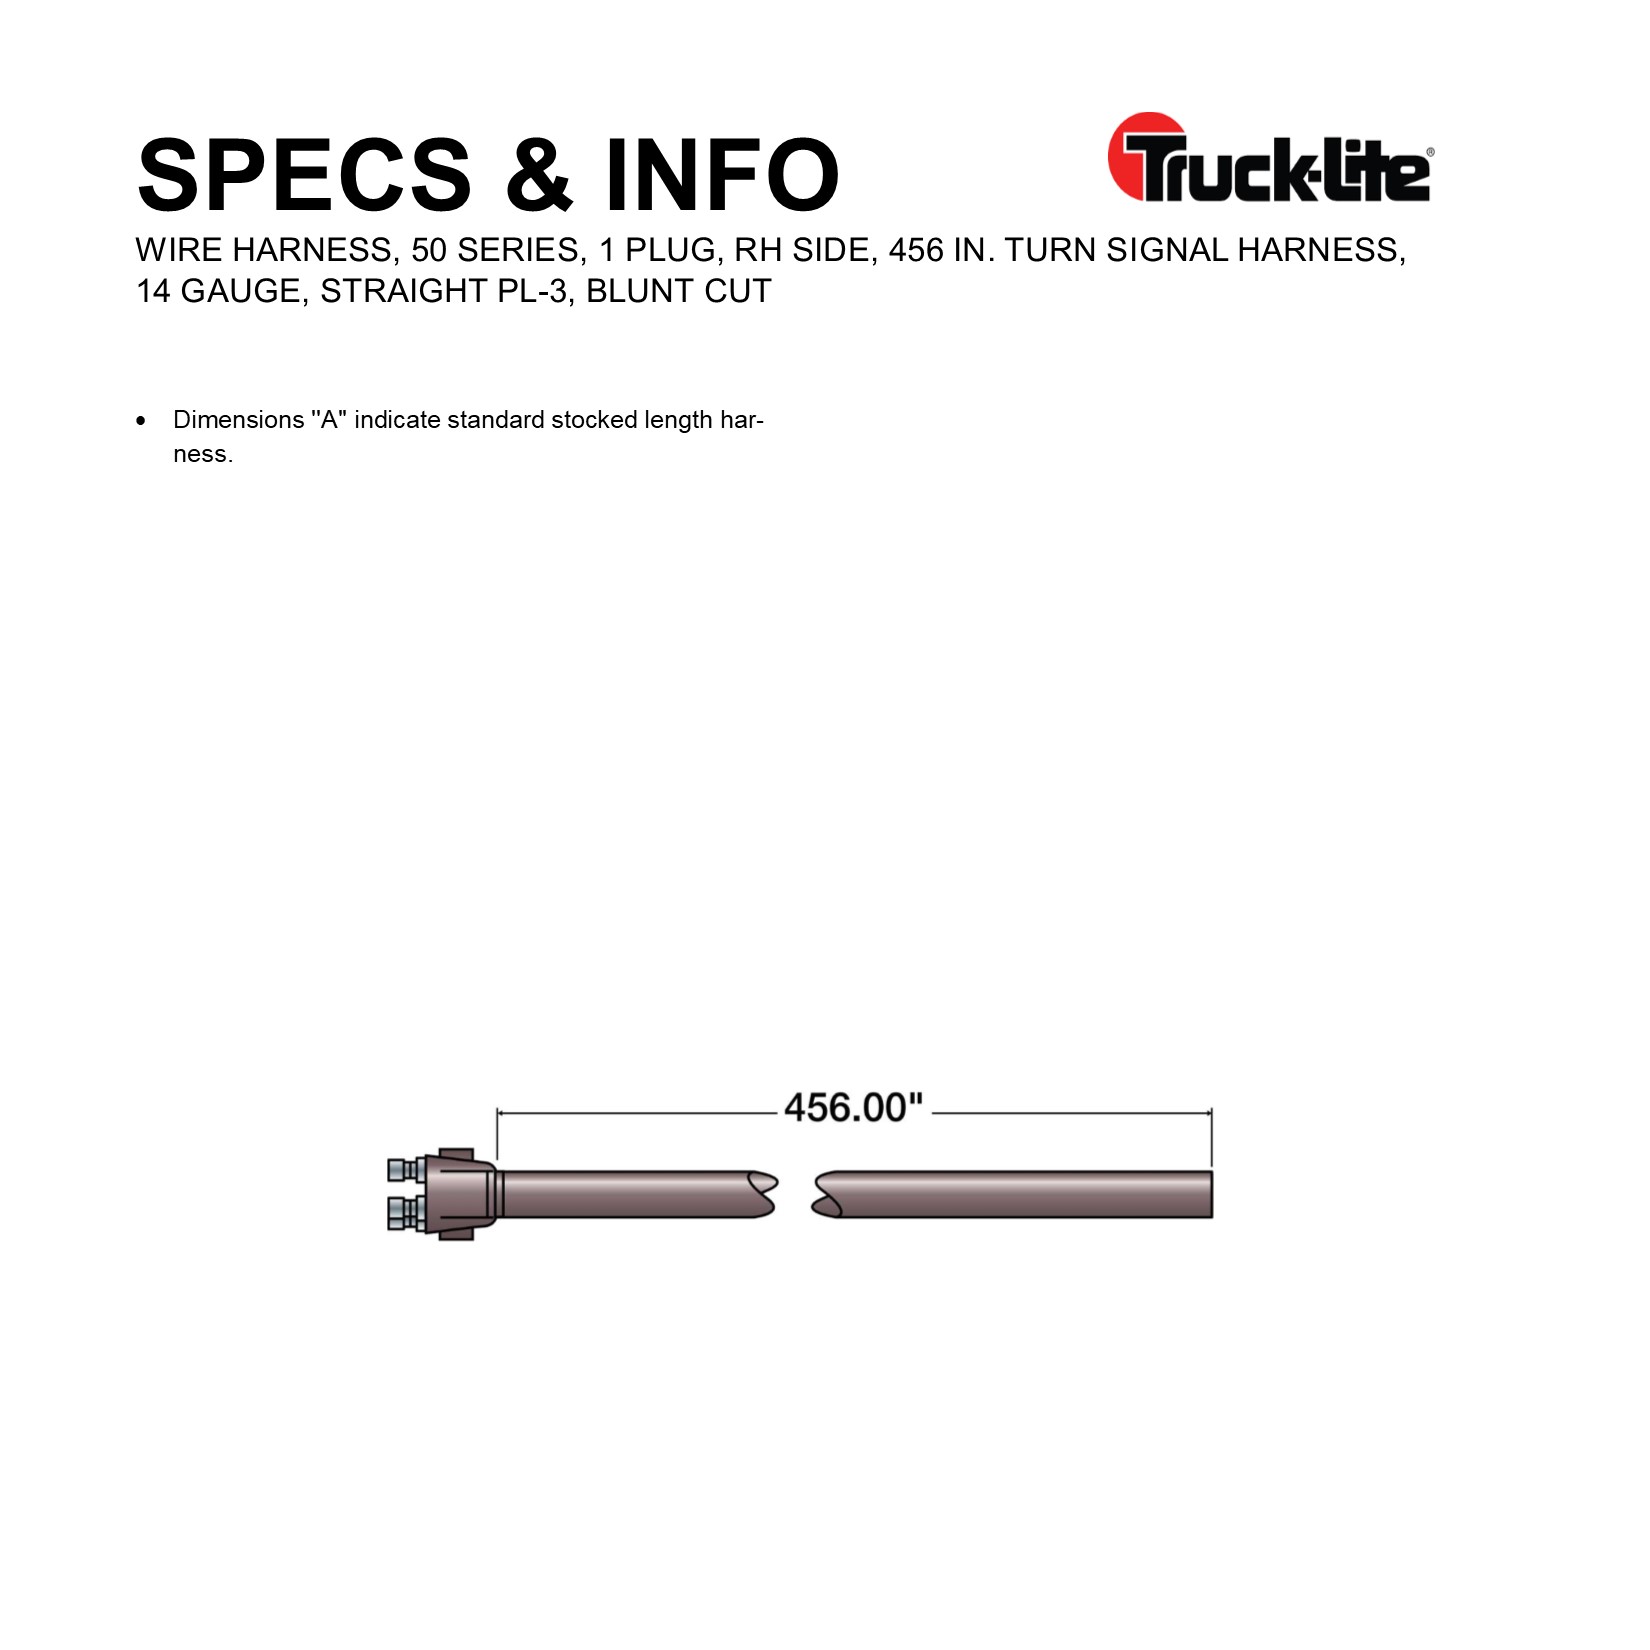 SPECS & INFO
Truck-Lite®
WIRE HARNESS, 50 SERIES, 1 PLUG, RH SIDE, 456 IN. TURN SIGNAL HARNESS,
14 GAUGE, STRAIGHT PL-3, BLUNT CUT
• Dimensions "A" indicate standard stocked length har-
ness.
456.00"